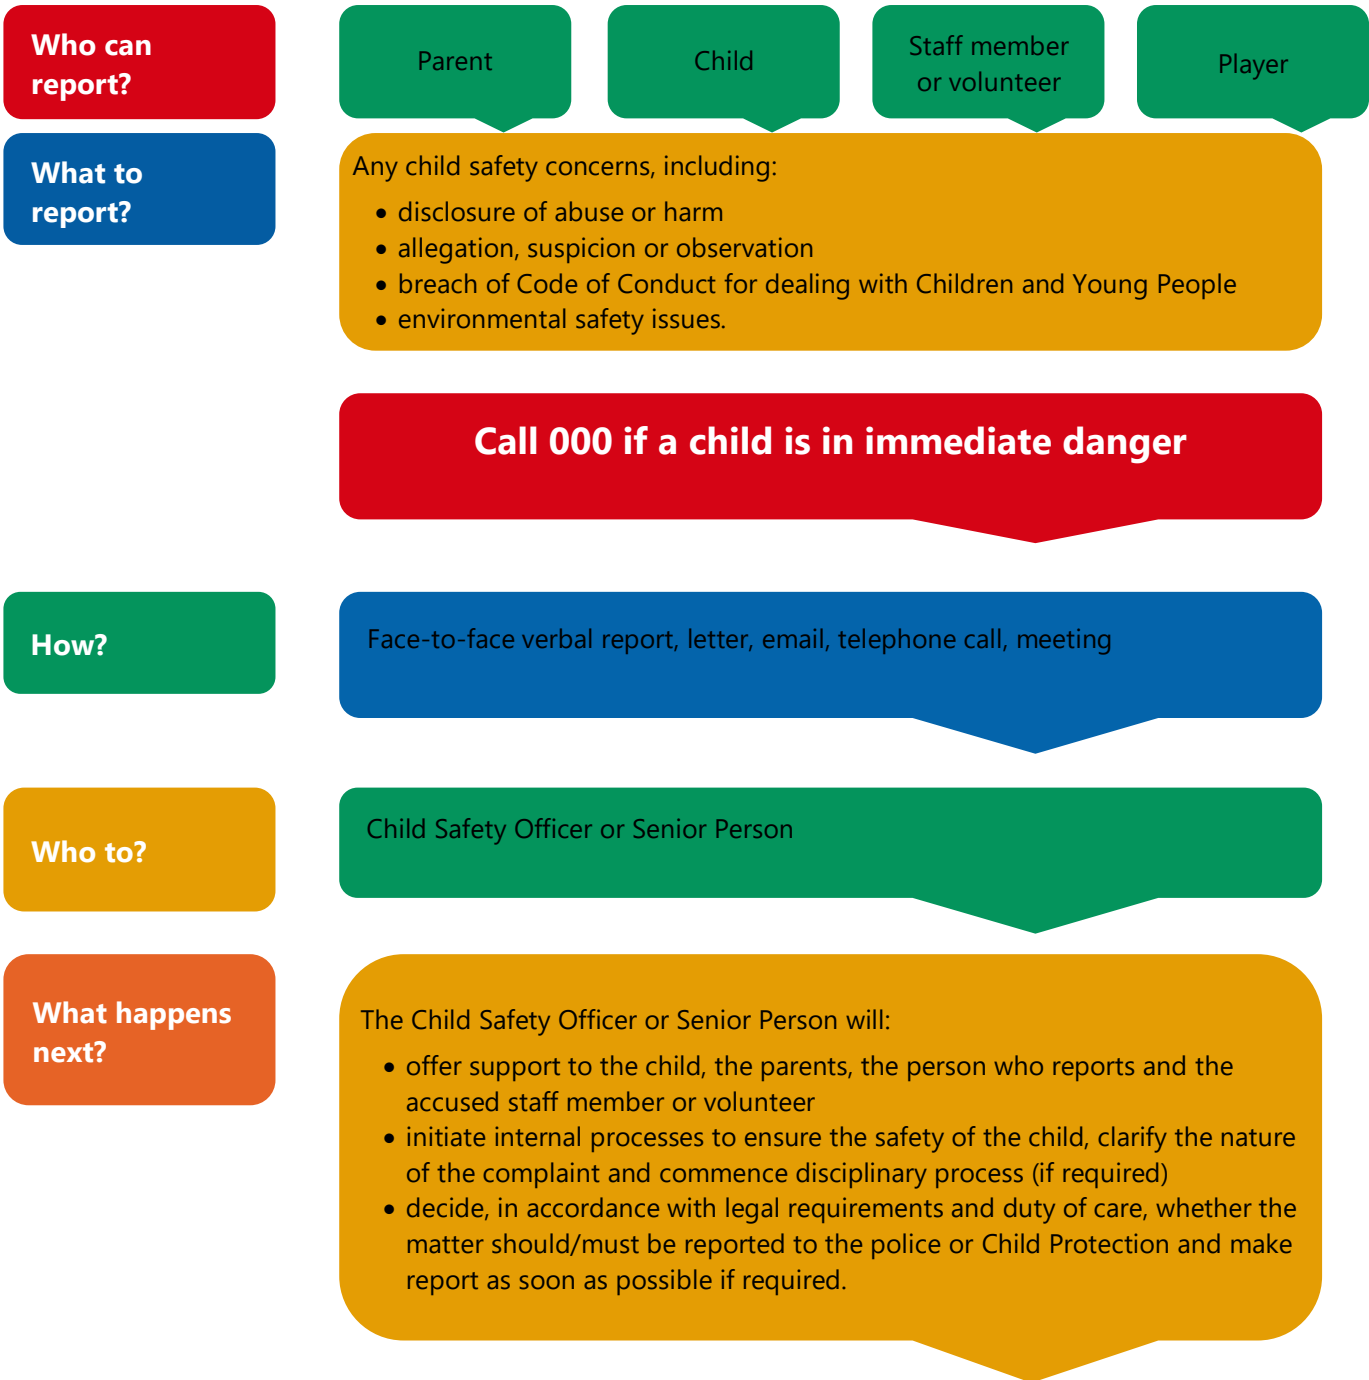 Who can
report?
Parent
Child
Staff member
or volunteer
Player
What to
report?
Any child safety concerns, including:
• disclosure of abuse or harm
• allegation, suspicion or observation
• breach of Code of Conduct for dealing with Children and Young People
• environmental safety issues.
Call 000 if a child is in immediate danger
How?
Face-to-face verbal report, letter, email, telephone call, meeting
Who to?
Child Safety Officer or Senior Person
What happens
next?
The Child Safety Officer or Senior Person will:
• offer support to the child, the parents, the person who reports and the
accused staff member or volunteer
• initiate internal processes to ensure the safety of the child, clarify the nature
of the complaint and commence disciplinary process (if required)
• decide, in accordance with legal requirements and duty of care, whether the
matter should/must be reported to the police or Child Protection and make
report as soon as possible if required.